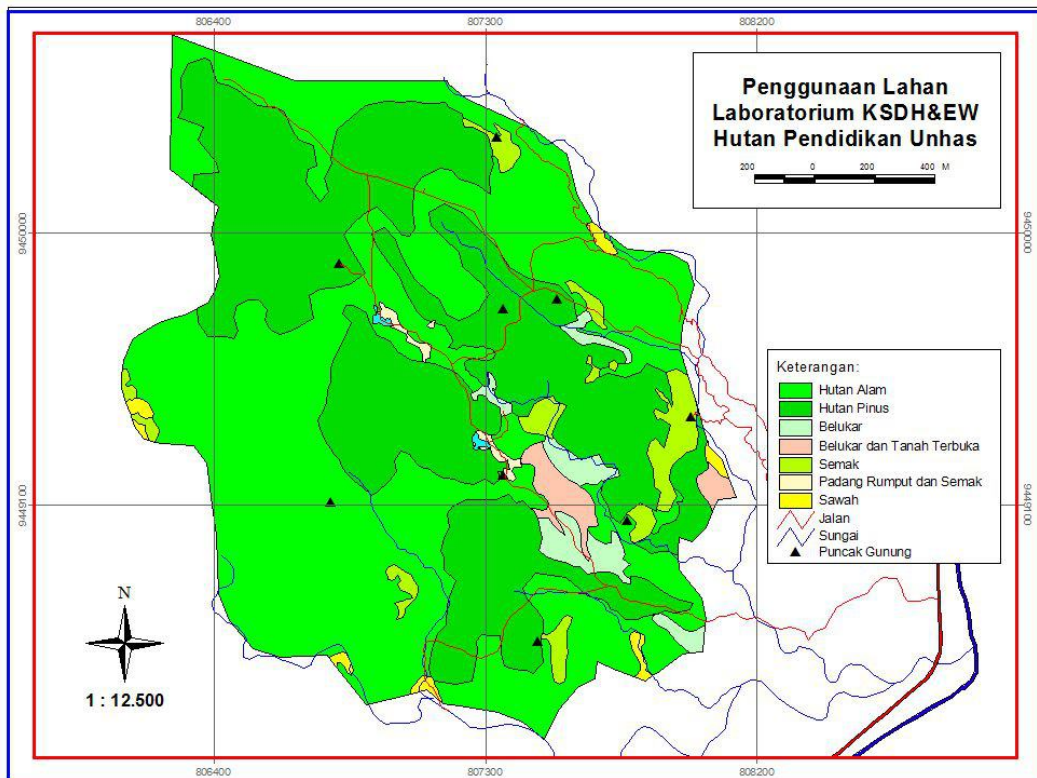 806400
807300
808200
Penggunaan Lahan
Laboratorium KSDH&EW
Hutan Pendidikan Unhas
200 0 200 400 M
9450000
9450000
Keterangan:
Hutan Alam
Hutan Pinus
Belukar
Belukar dan Tanah Terbuka
Semak
Padang Rumput dan Semak
Sawah
Jalan
Sungai
Puncak Gunung
9449100
9449100
N
1 : 12.500
806400
807300
808200